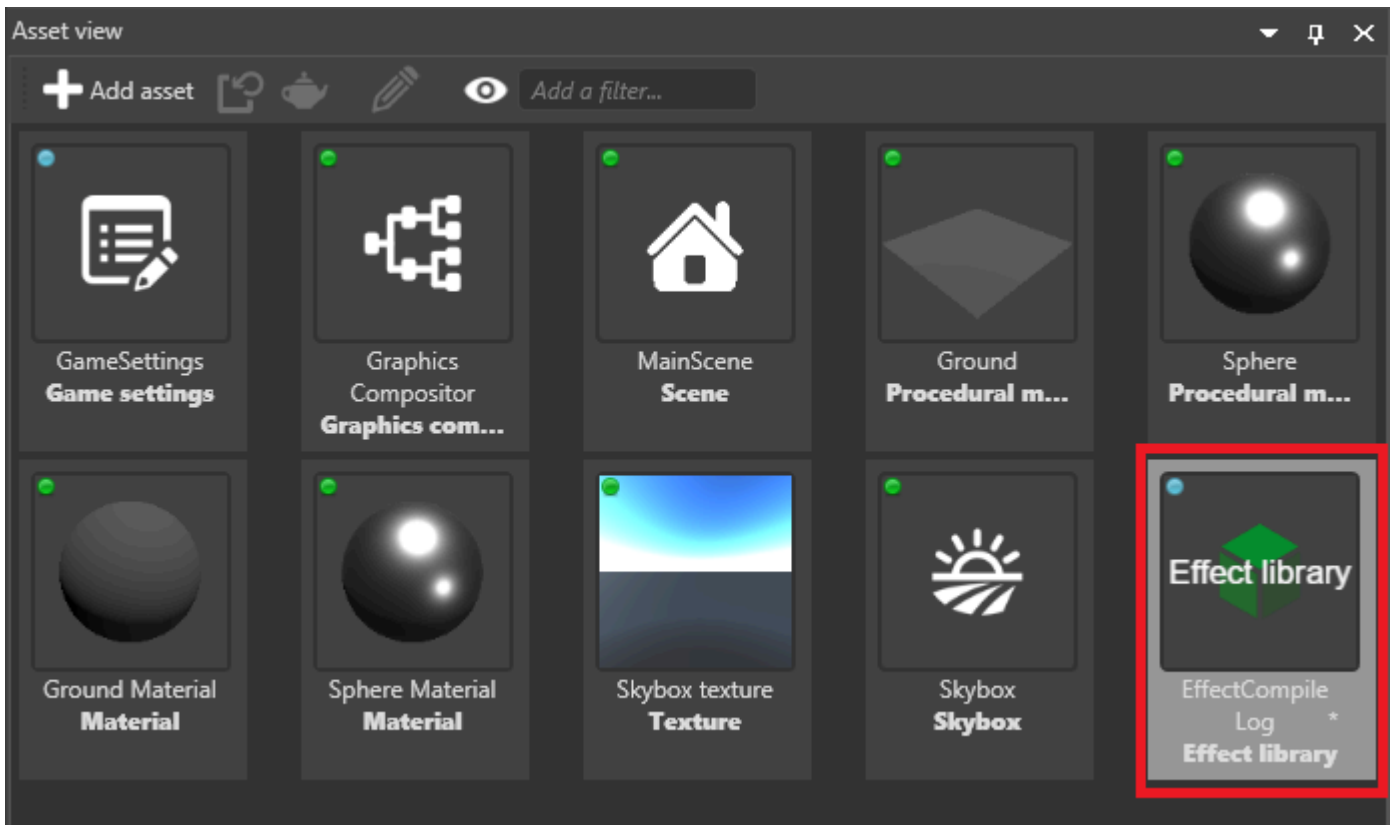 Asset view
Add asset
Add a filter...
GameSettings
Game settings
Graphics
Compositor
Graphics com...
MainScene
Scene
Ground
Procedural m...
Sphere
Procedural m...
Ground Material
Material
Sphere Material
Material
Skybox texture
Texture
Skybox
Skybox
Effect library
EffectCompile
Log *
Effect library